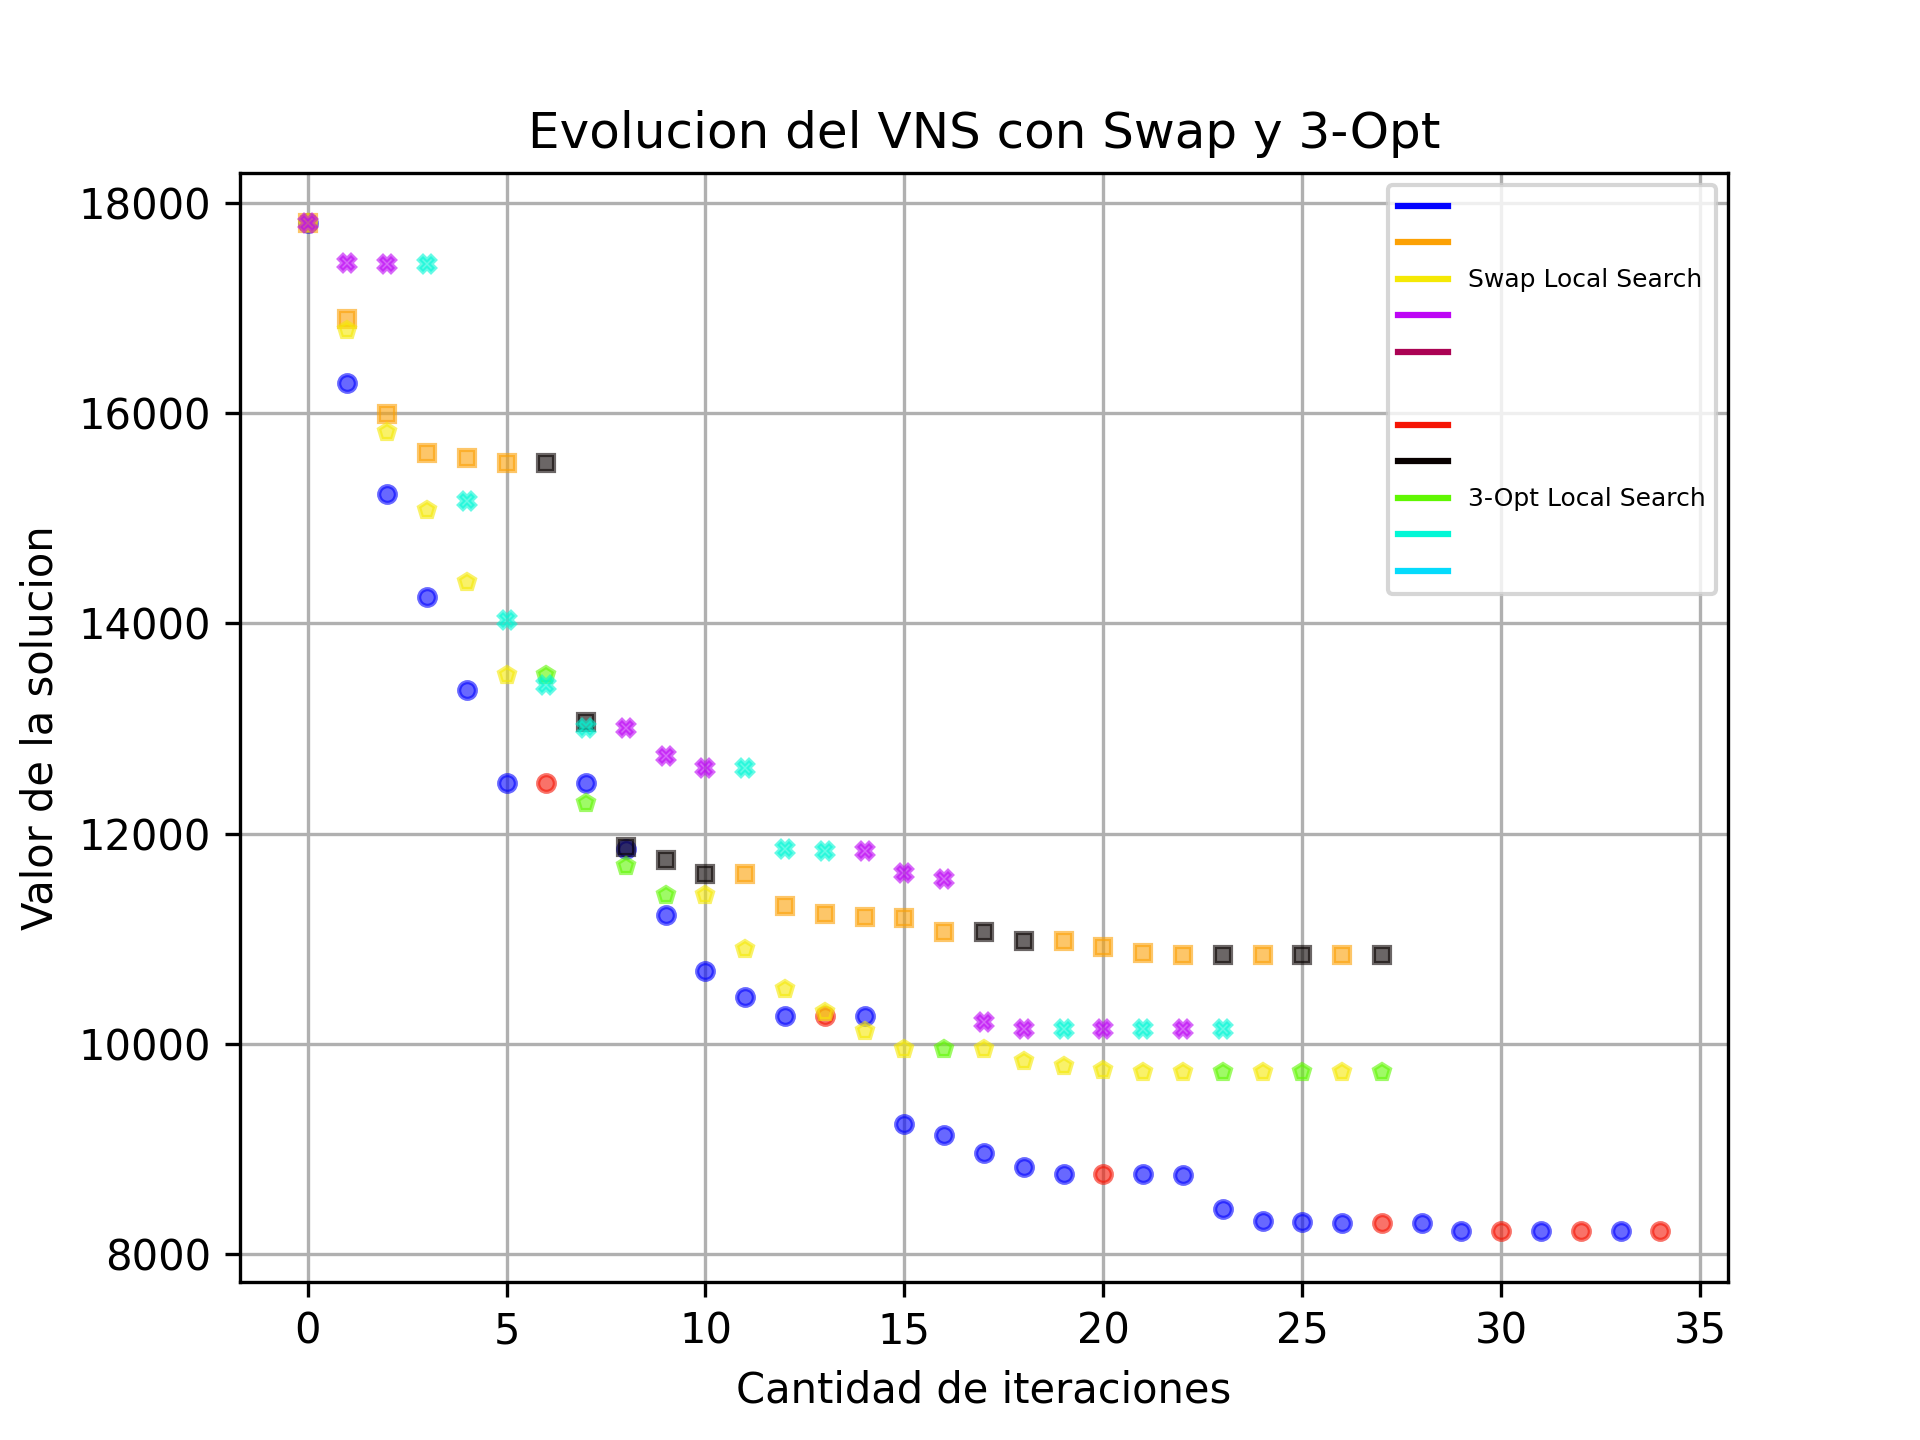 Evolucion del VNS con Swap y 3-Opt
18000
16000
14000
12000
10000
8000
Valor de la solucion
Swap Local Search
3-Opt Local Search
0 5 10 15 20 25 30 35
Cantidad de iteraciones